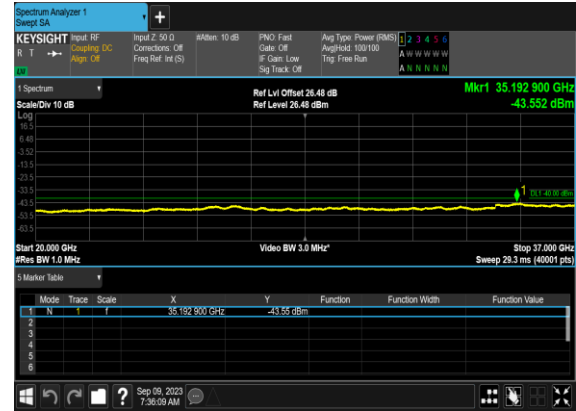 Spectrum Analyzer 1
Swept SA
+
KEYSIGHT Input: RF Input Z: 50 Ω #Atten: 10 dB PNO: Fast Avg Type: Power (RMS) 1 2 3 4 5 6
R T Coupling: DC Corrections: Off Gate: Off Avg|Hold: 100/100 A W W W W W
Align: Off Freq Ref: Int (S) IF Gain: Low Trig: Free Run
Sig Track: Off A N N N N N
1 Spectrum Ref Lvl Offset 26.48 dB Mkr1 35.192 900 GHz
Scale/Div 10 dB Ref Level 26.48 dBm -43.552 dBm
Log
16.5
6.48
-3.52
-13.5
-23.5
-33.5
1 DL1 -40.00 dBm
-43.5
-53.5
-63.5
Start 20.000 GHz Video BW 3.0 MHz* Stop 37.000 GHz
#Res BW 1.0 MHz Sweep 29.3 ms (40001 pts)
5 Marker Table
Mode Trace Scale X Y Function Function Width Function Value
1 N 1 f 35.192 900 GHz -43.55 dBm
2
3
4
5
6
? Sep 09, 2023
7:36:09 AM